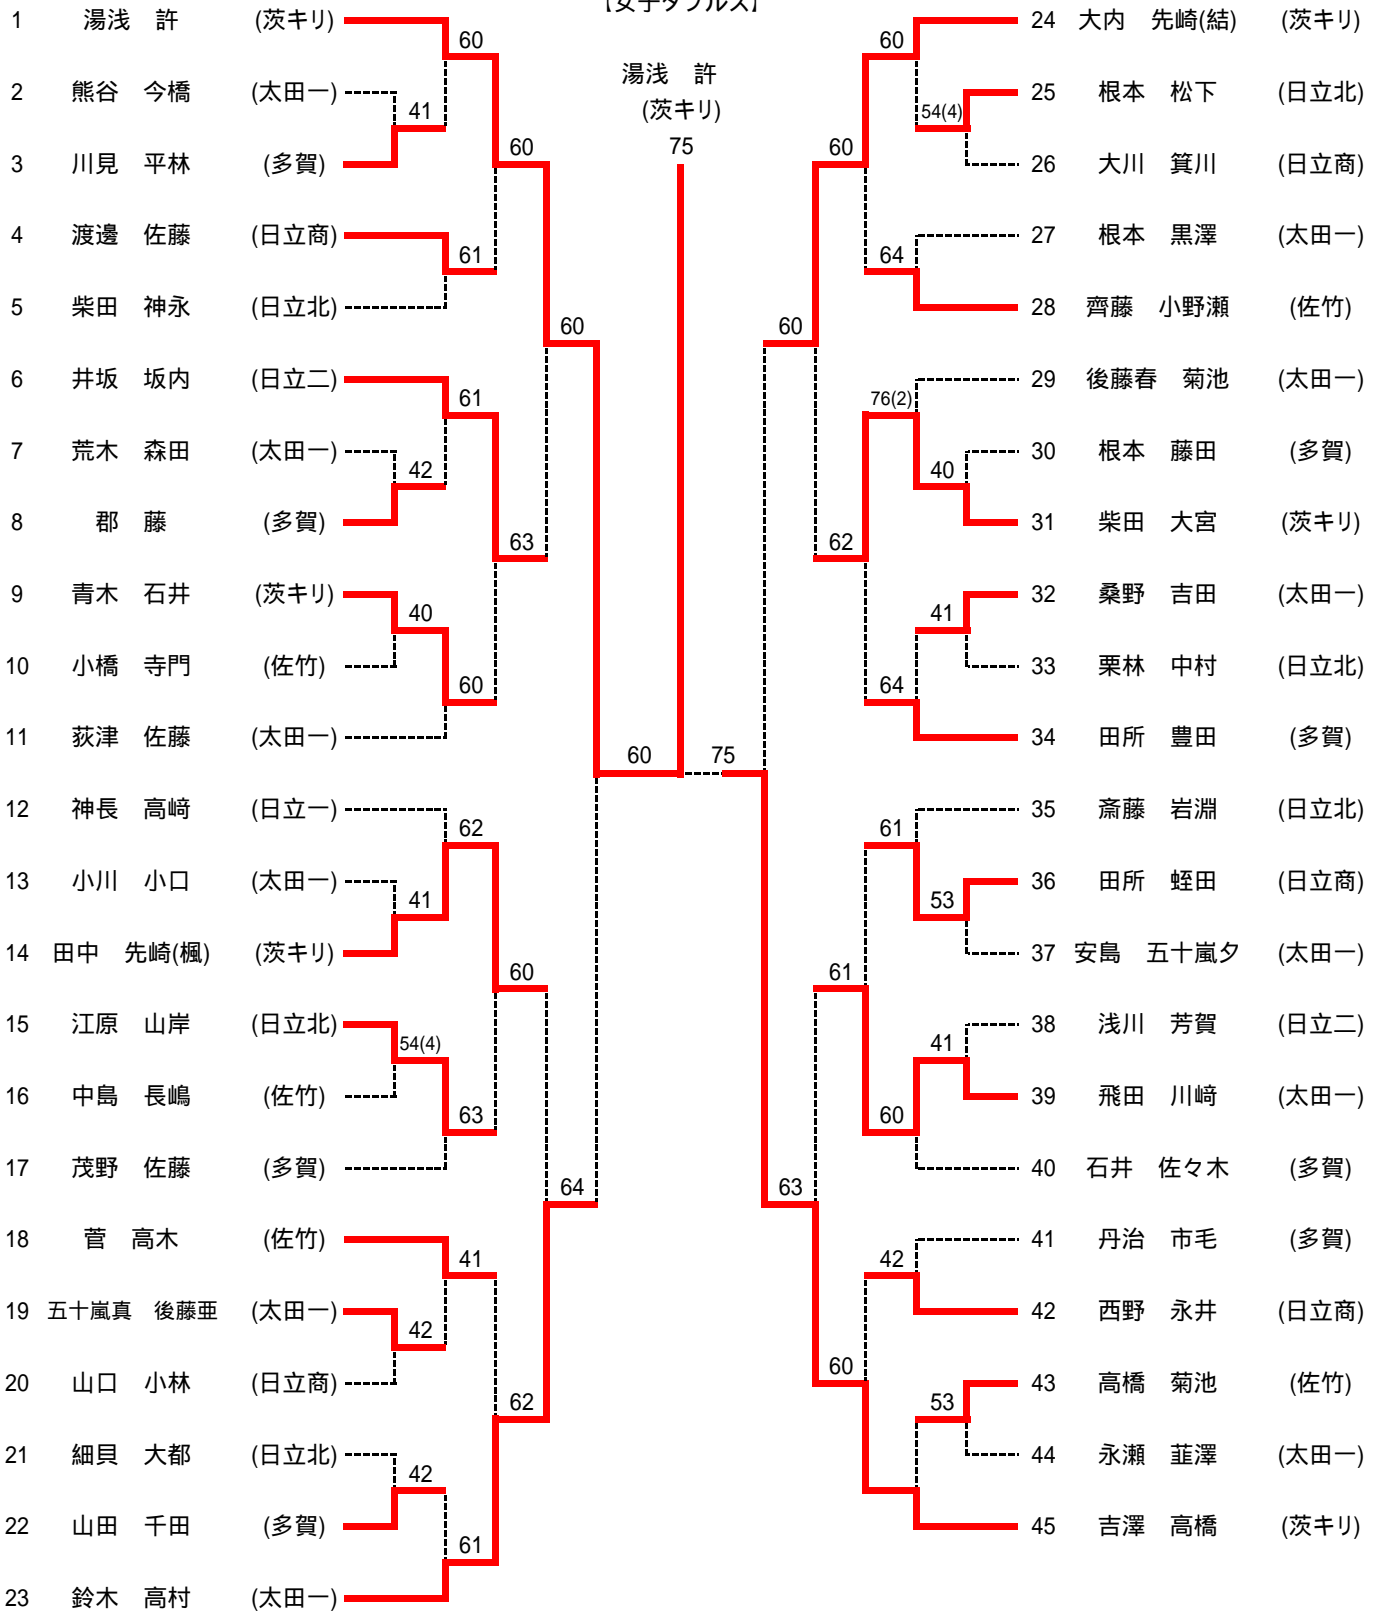 【女子ダブルス】
湯浅　許
(茨キリ)
75
1 湯浅　許 (茨キリ)
60
2 熊谷　今橋 (太田一)
41
3 川見　平林 (多賀)
60
4 渡邊　佐藤 (日立商)
61
5 柴田　神永 (日立北)
60
6 井坂　坂内 (日立二)
61
7 荒木　森田 (太田一)
42
8 郡　藤 (多賀)
63
9 青木　石井 (茨キリ)
40
10 小橋　寺門 (佐竹)
60
11 荻津　佐藤 (太田一)
60
12 神長　高﨑 (日立一)
62
13 小川　小口 (太田一)
41
14 田中　先崎(楓) (茨キリ)
60
15 江原　山岸 (日立北)
54(4)
16 中島　長嶋 (佐竹)
63
17 茂野　佐藤 (多賀)
64
18 菅　高木 (佐竹)
41
19 五十嵐真　後藤亜 (太田一)
42
20 山口　小林 (日立商)
62
21 細貝　大都 (日立北)
42
22 山田　千田 (多賀)
61
23 鈴木　高村 (太田一)
24 大内　先崎(結) (茨キリ)
60
25 根本　松下 (日立北)
54(4)
26 大川　箕川 (日立商)
60
27 根本　黒澤 (太田一)
64
28 齊藤　小野瀬 (佐竹)
60
29 後藤春　菊池 (太田一)
76(2)
30 根本　藤田 (多賀)
40
31 柴田　大宮 (茨キリ)
62
32 桑野　吉田 (太田一)
41
33 栗林　中村 (日立北)
64
34 田所　豊田 (多賀)
75
35 斎藤　岩淵 (日立北)
61
36 田所　蛭田 (日立商)
53
37 安島　五十嵐夕 (太田一)
61
38 浅川　芳賀 (日立二)
41
39 飛田　川﨑 (太田一)
60
40 石井　佐々木 (多賀)
63
41 丹治　市毛 (多賀)
42
42 西野　永井 (日立商)
60
43 高橋　菊池 (佐竹)
53
44 永瀬　韮澤 (太田一)
45 吉澤　高橋 (茨キリ)